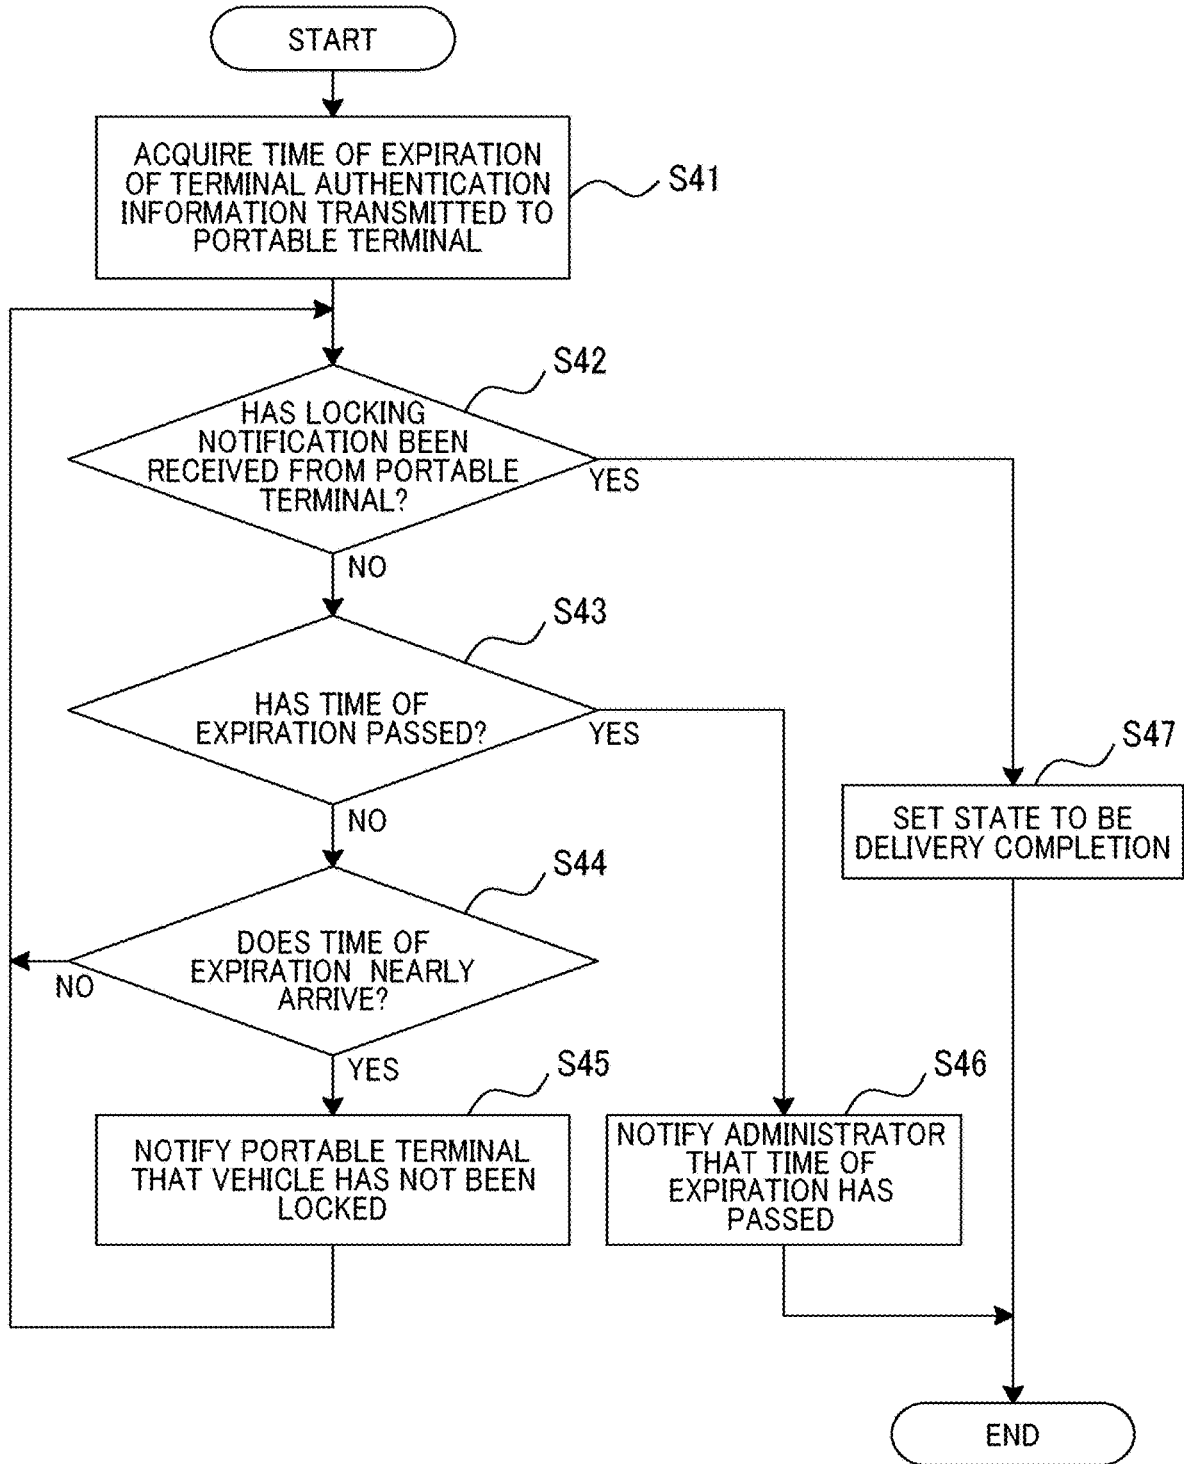 START
ACQUIRE TIME OF EXPIRATION
OF TERMINAL AUTHENTICATION
INFORMATION TRANSMITTED TO
PORTABLE TERMINAL
S41
S42
HAS LOCKING
NOTIFICATION BEEN
RECEIVED FROM PORTABLE
TERMINAL?
YES
NO
S43
HAS TIME OF
EXPIRATION PASSED?
YES
NO
S47
SET STATE TO BE
DELIVERY COMPLETION
S44
DOES TIME OF
EXPIRATION NEARLY
ARRIVE?
NO
YES
S45
NOTIFY PORTABLE TERMINAL
THAT VEHICLE HAS NOT BEEN
LOCKED
S46
NOTIFY ADMINISTRATOR
THAT TIME OF
EXPIRATION HAS
PASSED
END